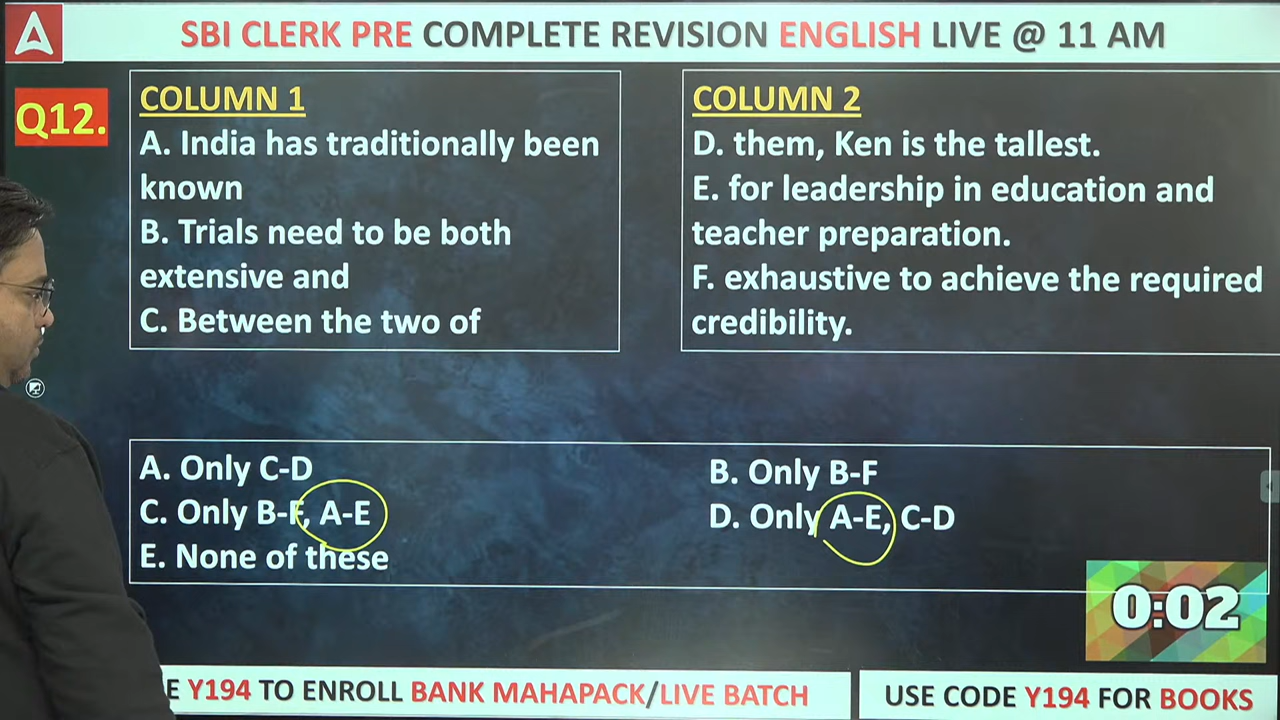 SBI CLERK PRE COMPLETE REVISION ENGLISH LIVE @ 11 AM
Q12.
COLUMN 1
A. India has traditionally been
known
B. Trials need to be both
extensive and
C. Between the two of
COLUMN 2
D. them, Ken is the tallest.
E. for leadership in education and
teacher preparation.
F. exhaustive to achieve the required
credibility.
A. Only C-D
B. Only B-F
C. Only B-F, A-E
D. Only A-E, C-D
E. None of these
0:02
Y194 TO ENROLL BANK MAHAPACK/LIVE BATCH
USE CODE Y194 FOR BOOKS